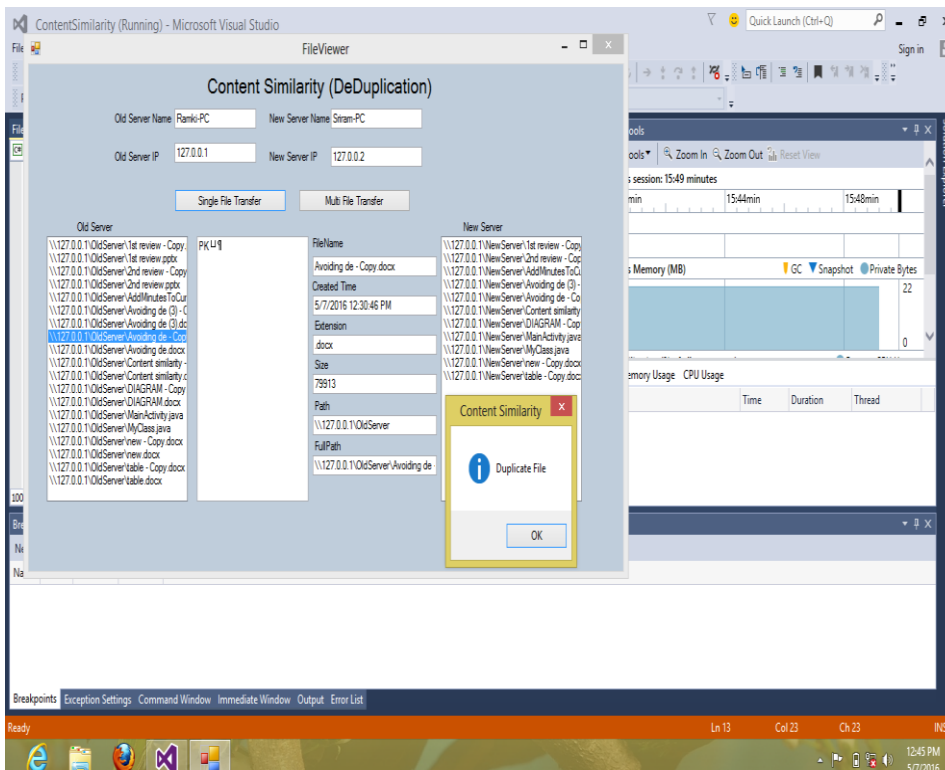 ContentSimilarity (Running) - Microsoft Visual Studio
Quick Launch (Ctrl+Q)
File
FileViewer
Sign in
Content Similarity (DeDuplication)
Old Server Name Ramki-PC New Server Name Sriram-PC
Old Server IP 127.0.0.1 New Server IP 127.0.0.2
Single File Transfer Multi File Transfer
Old Server
\\127.0.0.1\OldServer\1st review - Copy.
\\127.0.0.1\OldServer\1st review.pptx
\\127.0.0.1\OldServer\2nd review - Copy
\\127.0.0.1\OldServer\2nd review.pptx
\\127.0.0.1\OldServer\AddMinutesToCur
\\127.0.0.1\OldServer\Avoiding de (3) - C
\\127.0.0.1\OldServer\Avoiding de (3).dc
\\127.0.0.1\OldServer\Avoiding de - Cop
\\127.0.0.1\OldServer\Avoiding de.docx
\\127.0.0.1\OldServer\Content similarity -
\\127.0.0.1\OldServer\Content similarity.c
\\127.0.0.1\OldServer\DIAGRAM - Copy
\\127.0.0.1\OldServer\DIAGRAM.docx
\\127.0.0.1\OldServer\MainActivity.java
\\127.0.0.1\OldServer\MyClass.java
\\127.0.0.1\OldServer\new - Copy.docx
\\127.0.0.1\OldServer\new.docx
\\127.0.0.1\OldServer\table - Copy.docx
\\127.0.0.1\OldServer\table.docx
PK
FileName
Avoiding de - Copy.docx
Created Time
5/7/2016 12:30:46 PM
Extension
.docx
Size
79913
Path
\\127.0.0.1\OldServer
FullPath
\\127.0.0.1\OldServer\Avoiding de
New Server
\\127.0.0.1\NewServer\1st review - Copy
\\127.0.0.1\NewServer\2nd review - Cop
\\127.0.0.1\NewServer\AddMinutesToCu
\\127.0.0.1\NewServer\Avoiding de (3) -
\\127.0.0.1\NewServer\Avoiding de - Co
\\127.0.0.1\NewServer\Content similarity
\\127.0.0.1\NewServer\DIAGRAM - Cop
\\127.0.0.1\NewServer\MainActivity.java
\\127.0.0.1\NewServer\MyClass.java
\\127.0.0.1\NewServer\new - Copy.docx
\\127.0.0.1\NewServer\table - Copy.doc
Content Similarity
Duplicate File
OK
ools
ools Zoom In Zoom Out Reset View
session: 15:49 minutes
min 15:44min 15:48min
Memory (MB) GC Snapshot Private Bytes
22
0
emory Usage CPU Usage
Time Duration Thread
100
Bre
Ne
Na
Breakpoints Exception Settings Command Window Immediate Window Output Error List
Ready Ln 13 Col 23 Ch 23 INS
12:45 PM
5/7/2016